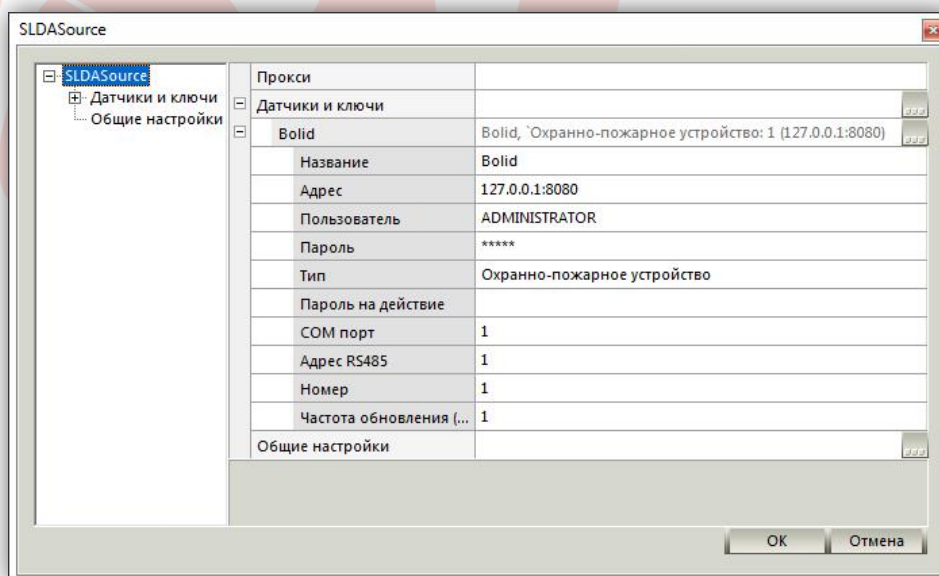 SLDASource
SLDASource
Датчики и ключи
Общие настройки
Прокси
Датчики и ключи
Bolid Bolid, `Охранно-пожарное устройство: 1 (127.0.0.1:8080)
Название Bolid
Адрес 127.0.0.1:8080
Пользователь ADMINISTRATOR
Пароль *****
Тип Охранно-пожарное устройство
Пароль на действие
COM порт 1
Адрес RS485 1
Номер 1
Частота обновления (... 1
Общие настройки
OK Отмена